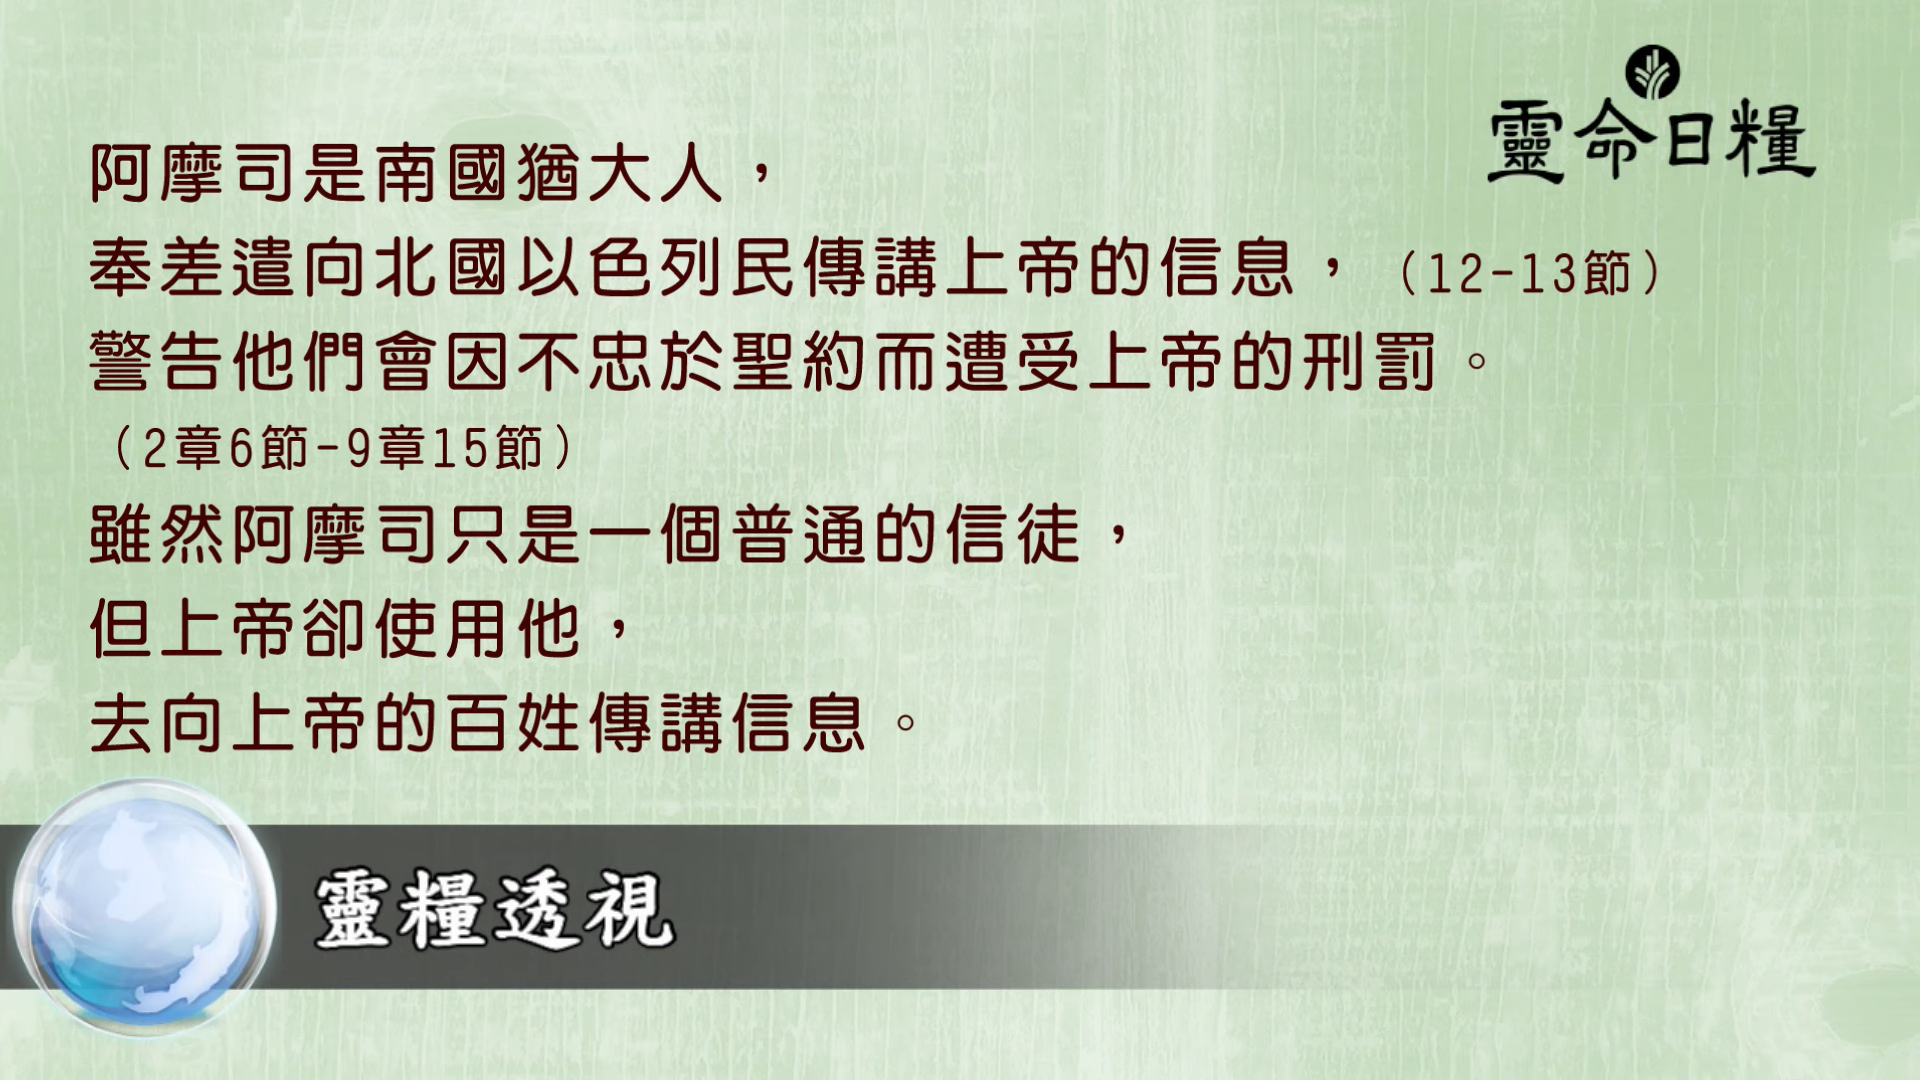 靈命日糧
阿摩司是南國猶大人，
奉差遣向北國以色列民傳講上帝的信息，（12-13節）
警告他們會因不忠於聖約而遭受上帝的刑罰。
（2章6節-9章15節）
雖然阿摩司只是一個普通的信徒，
但上帝卻使用他，
去向上帝的百姓傳講信息。
靈糧透視